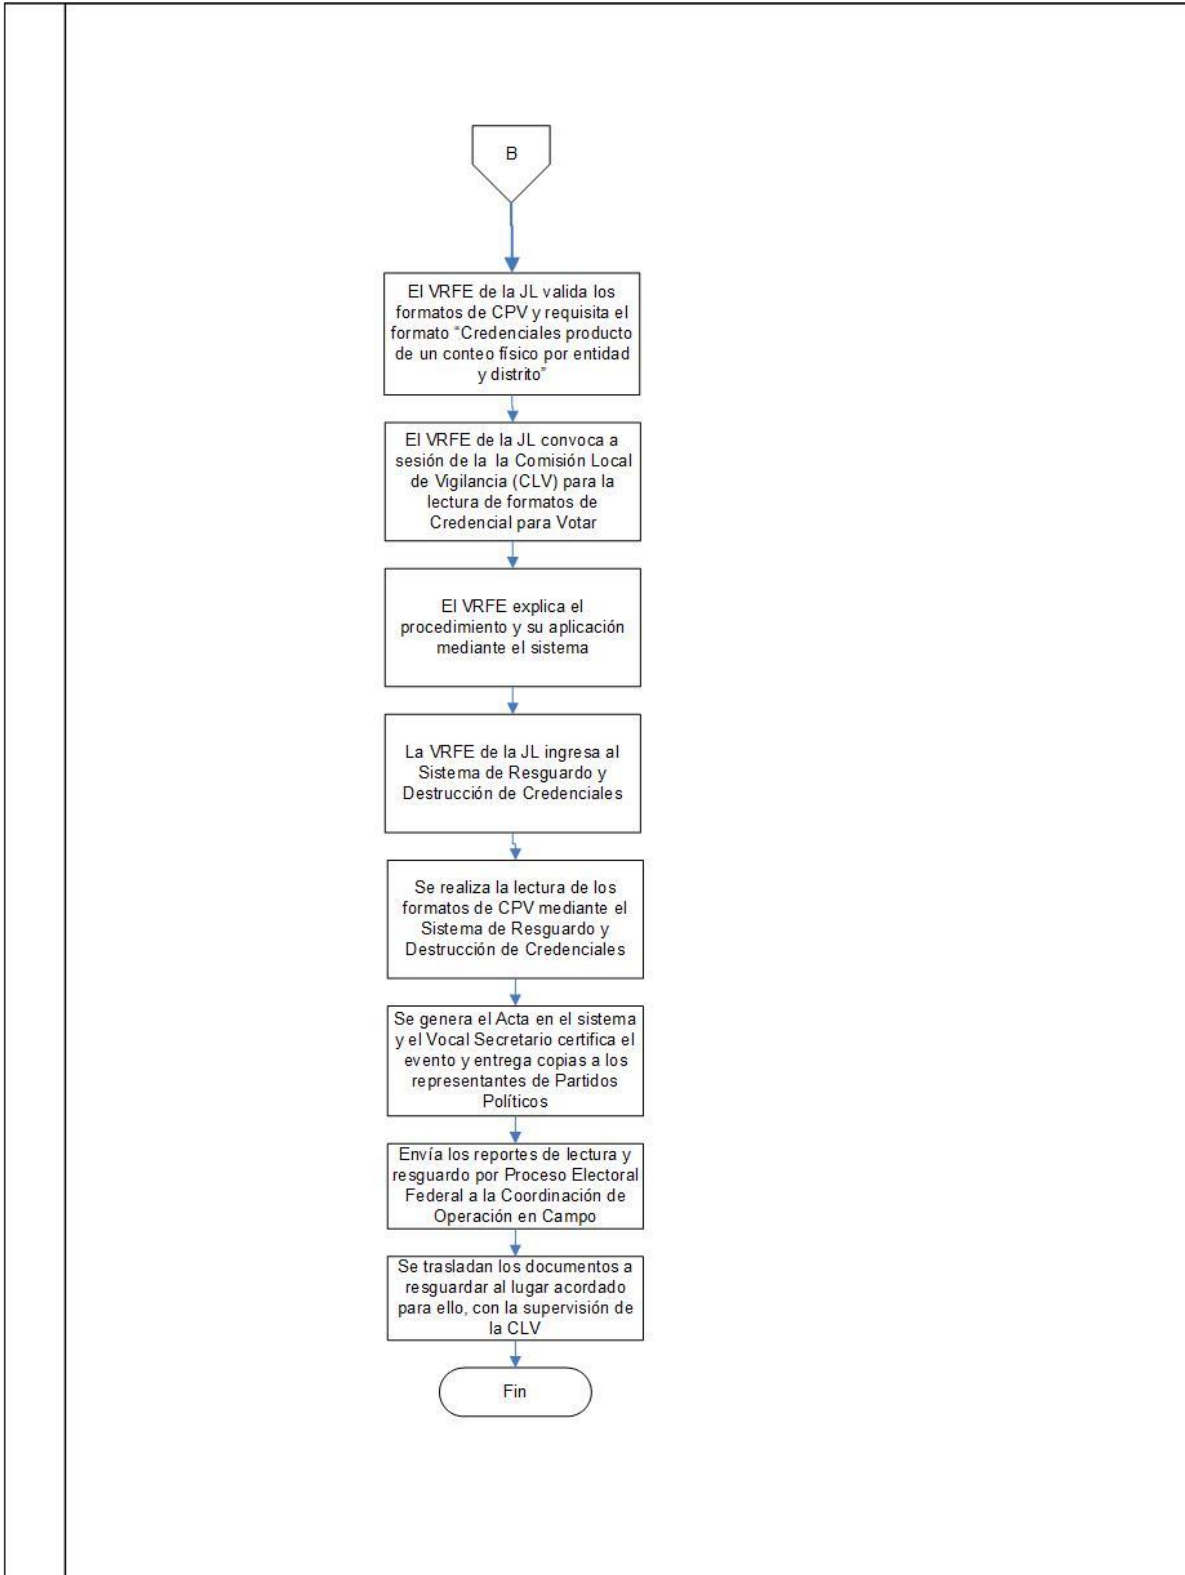 B
El VRFE de la JL valida los
formatos de CPV y requisita el
formato “Credenciales producto
de un conteo físico por entidad
y distrito”
El VRFE de la JL convoca a
sesión de la  la Comisión Local
de Vigilancia (CLV) para la
lectura de formatos de
Credencial para Votar
El VRFE explica el
procedimiento y su aplicación
mediante el sistema
La VRFE de la JL ingresa al
Sistema de Resguardo y
Destrucción de Credenciales
Se realiza la lectura de los
formatos de CPV mediante el
Sistema de Resguardo y
Destrucción de Credenciales
Se genera el Acta en el sistema
y el Vocal Secretario certifica el
evento y entrega copias a los
representantes de Partidos
Políticos
Envía los reportes de lectura y
resguardo por Proceso Electoral
Federal a la Coordinación de
Operación en Campo
Se trasladan los documentos a
resguardar al lugar acordado
para ello, con la supervisión de
la CLV
Fin